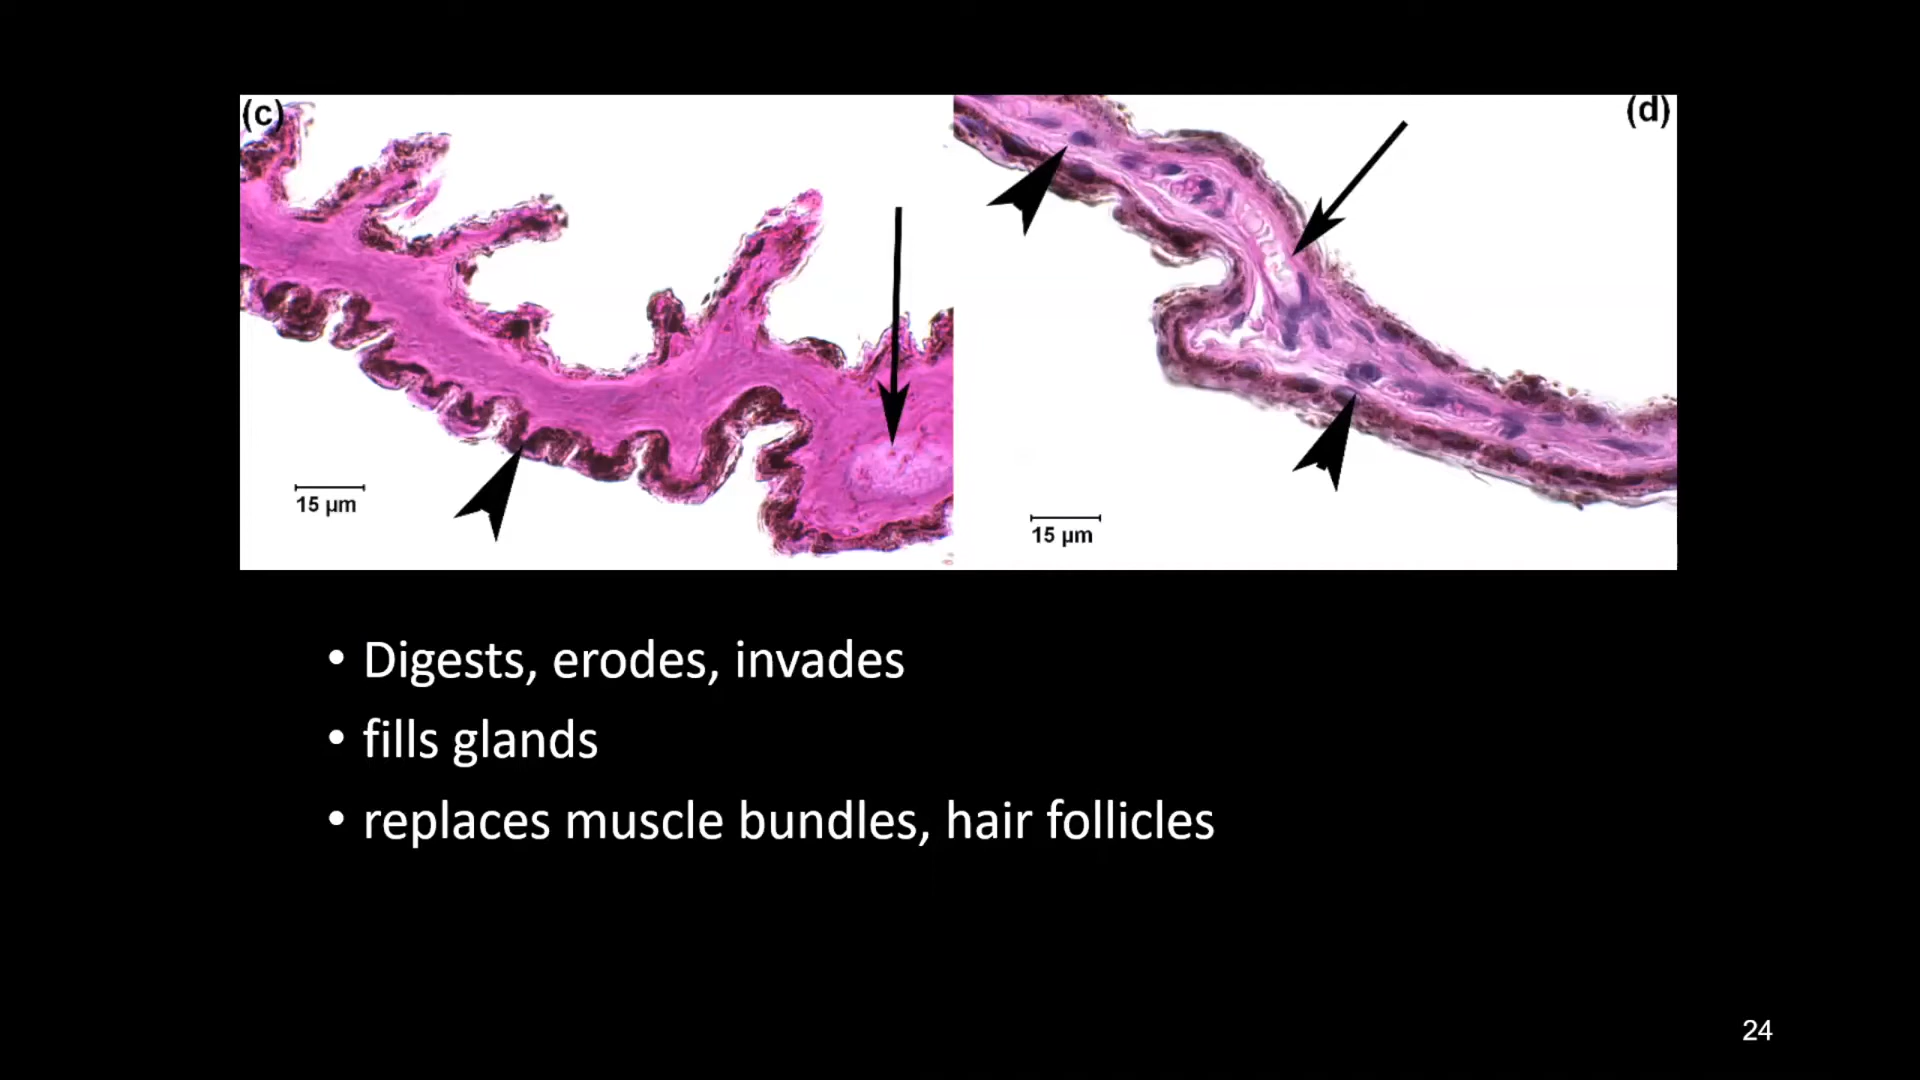 (c)
(d)
15 µm
15 µm
• Digests, erodes, invades
• fills glands
• replaces muscle bundles, hair follicles
24